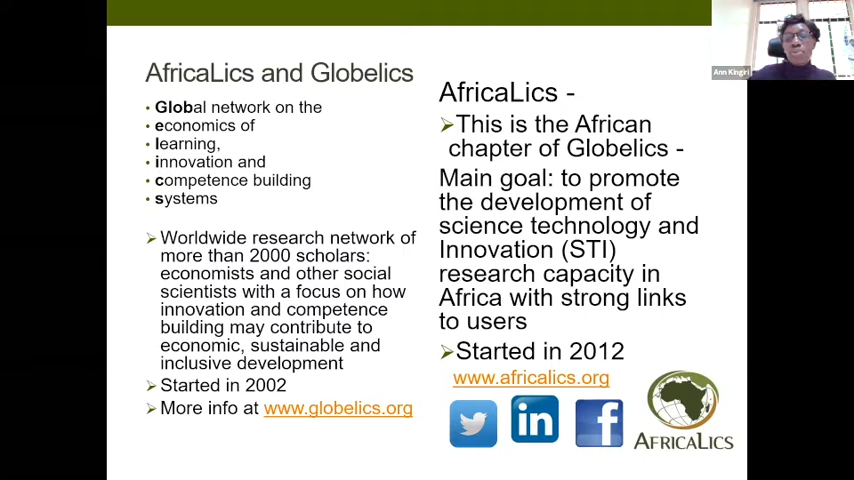 AfricaLics and Globelics
• Global network on the
• economics of
• learning,
• innovation and
• competence building
• systems
➢ Worldwide research network of
more than 2000 scholars:
economists and other social
scientists with a focus on how
innovation and competence
building may contribute to
economic, sustainable and
inclusive development
➢ Started in 2002
➢ More info at www.globelics.org
AfricaLics -
➢This is the African
chapter of Globelics -
Main goal: to promote
the development of
science technology and
Innovation (STI)
research capacity in
Africa with strong links
to users
➢Started in 2012
www.africalics.org
in
f
AFRICALICS
Ann Kingiri